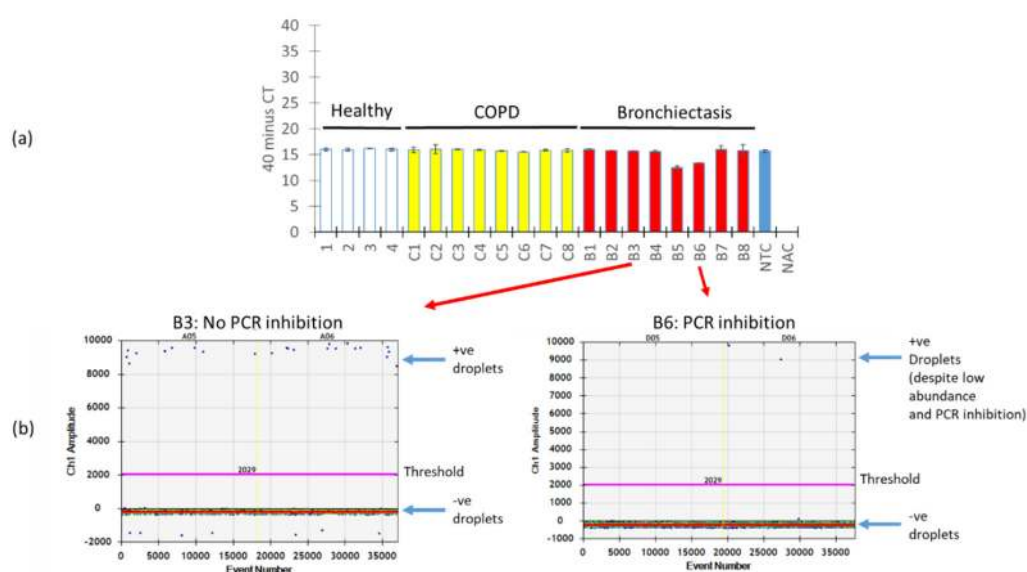 (a)
40 minus CT
40
35
30
25
20
15
10
5
0
Healthy
COPD
Bronchiectasis
1 2 3 4 C1 C2 C3 C4 C5 C6 C7 C8 B1 B2 B3 B4 B5 B6 B7 B8 NTC NAC
(b)
B3: No PCR inhibition
A05 A06
Ch1 Amplitude
10000
8000
6000
4000
2000
0
-2000
2029
0 5000 10000 15000 20000 25000 30000 35000
Event Number
+ve
droplets
Threshold
-ve
droplets
B6: PCR inhibition
D05 D06
Ch1 Amplitude
10000
9000
8000
7000
6000
5000
4000
3000
2000
1000
0
-1000
2029
0 5000 10000 15000 20000 25000 30000 35000
Event Number
+ve
Droplets
(despite low
abundance
and PCR inhibition)
Threshold
-ve
droplets